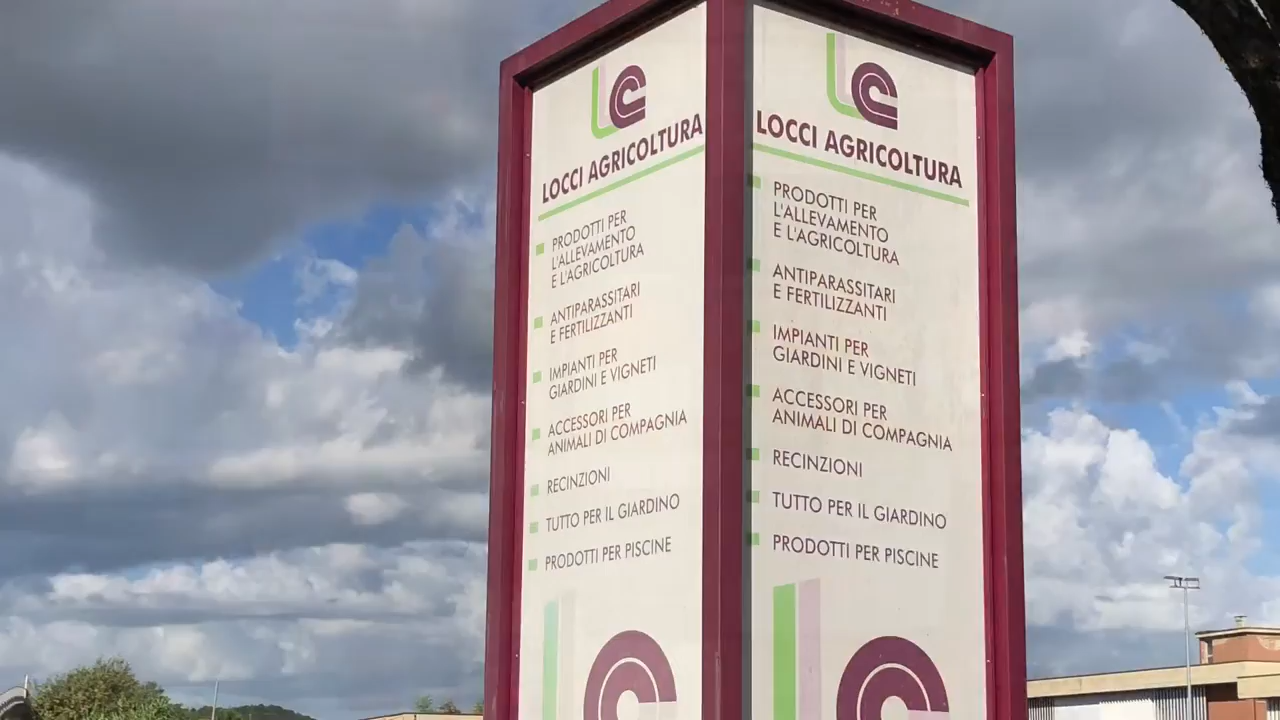 LOCCI AGRICOLTURA
PRODOTTI PER
L'ALLEVAMENTO
E L'AGRICOLTURA
ANTIPARASSITARI
E FERTILIZZANTI
IMPIANTI PER
GIARDINI E VIGNETI
ACCESSORI PER
ANIMALI DI COMPAGNIA
RECINZIONI
TUTTO PER IL GIARDINO
PRODOTTI PER PISCINE
LOCCI AGRICOLTURA
PRODOTTI PER
L'ALLEVAMENTO
E L'AGRICOLTURA
ANTIPARASSITARI
E FERTILIZZANTI
IMPIANTI PER
GIARDINI E VIGNETI
ACCESSORI PER
ANIMALI DI COMPAGNIA
RECINZIONI
TUTTO PER IL GIARDINO
PRODOTTI PER PISCINE